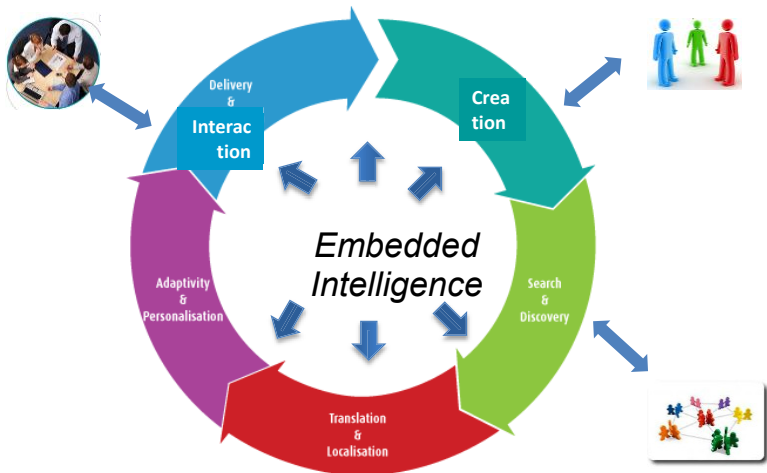 Delivery
&
Interac
tion
Crea
tion
Embedded
Intelligence
Adaptivity
&
Personalisation
Search
&
Discovery
Translation
&
Localisation